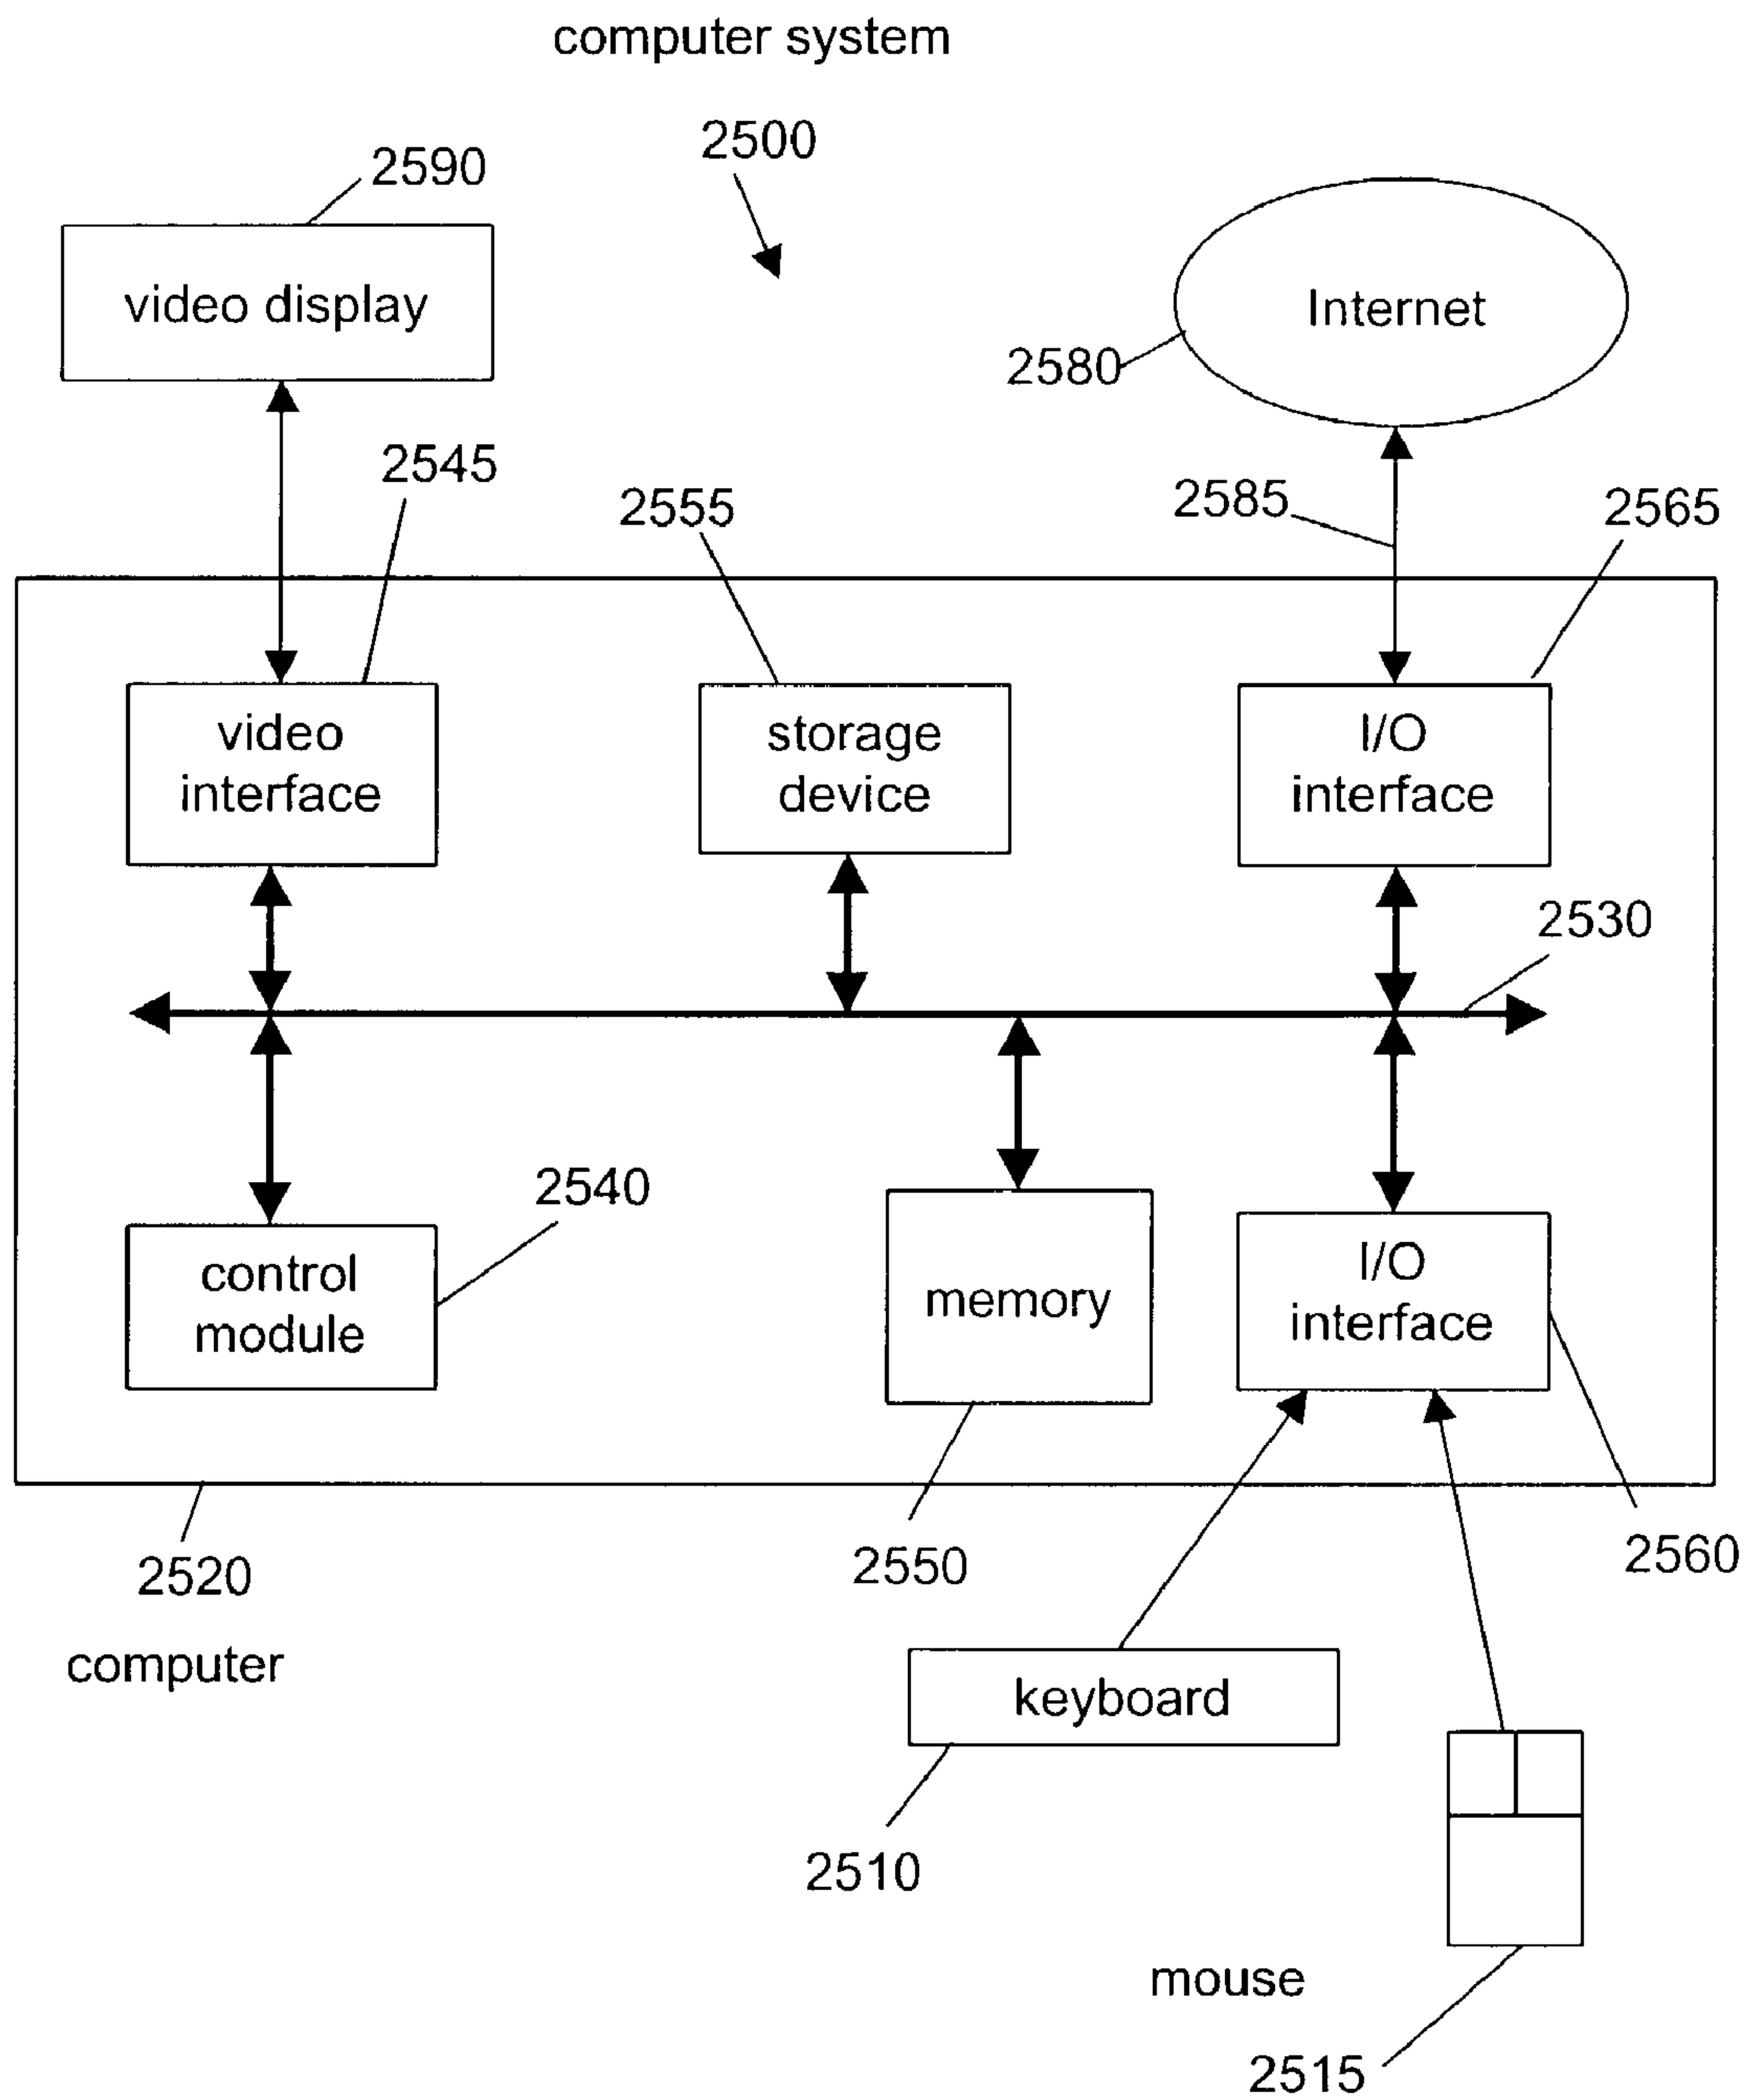 computer system
2500
2590
video display
Internet
2580
2545
2555
2585
2565
video
interface
storage
device
I/O
interface
2530
2540
control
module
memory
I/O
interface
2520
computer
2550
2560
keyboard
2510
mouse
2515